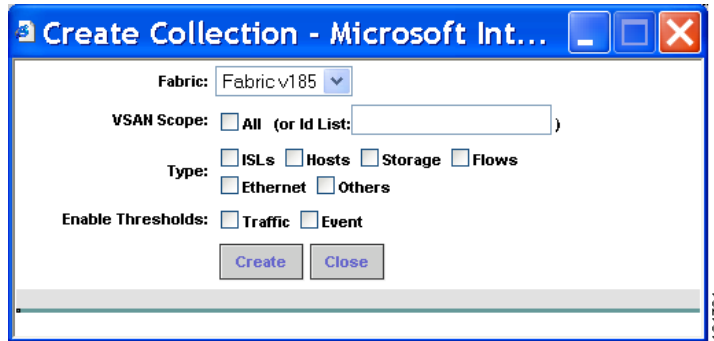 Create Collection - Microsoft Int...
Fabric: Fabric v185
VSAN Scope: All (or Id List: )
Type: ISLs Hosts Storage Flows
Ethernet Others
Enable Thresholds: Traffic Event
Create Close